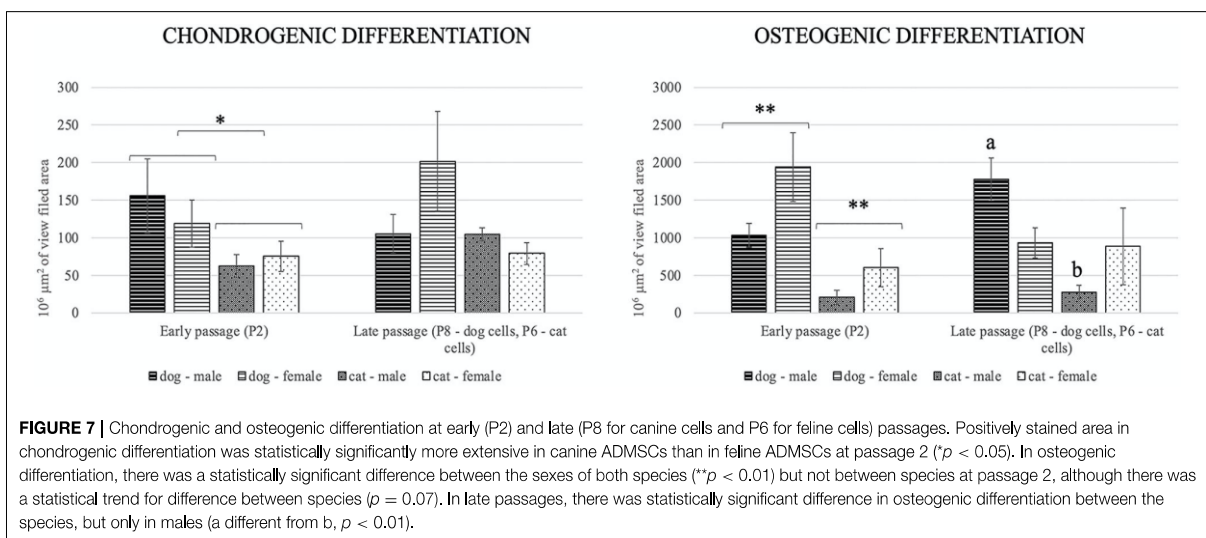 CHONDROGENIC DIFFERENTIATION
10⁶ µm² of view filed area
300
250
200
150
100
50
0
*
Early passage (P2)
Late passage (P8 - dog cells, P6 - cat
cells)
dog - male
dog - female
cat - male
cat - female
OSTEOGENIC DIFFERENTIATION
10⁶ µm² of view filed area
3000
2500
2000
1500
1000
500
0
**
**
a
b
Early passage (P2)
Late passage (P8 - dog cells, P6 - cat
cells)
dog - male
dog - female
cat - male
cat - female
FIGURE 7 | Chondrogenic and osteogenic differentiation at early (P2) and late (P8 for canine cells and P6 for feline cells) passages. Positively stained area in
chondrogenic differentiation was statistically significantly more extensive in canine ADMSCs than in feline ADMSCs at passage 2 (*p < 0.05). In osteogenic
differentiation, there was a statistically significant difference between the sexes of both species (**p < 0.01) but not between species at passage 2, although there was
a statistical trend for difference between species (p = 0.07). In late passages, there was statistically significant difference in osteogenic differentiation between the
species, but only in males (a different from b, p < 0.01).